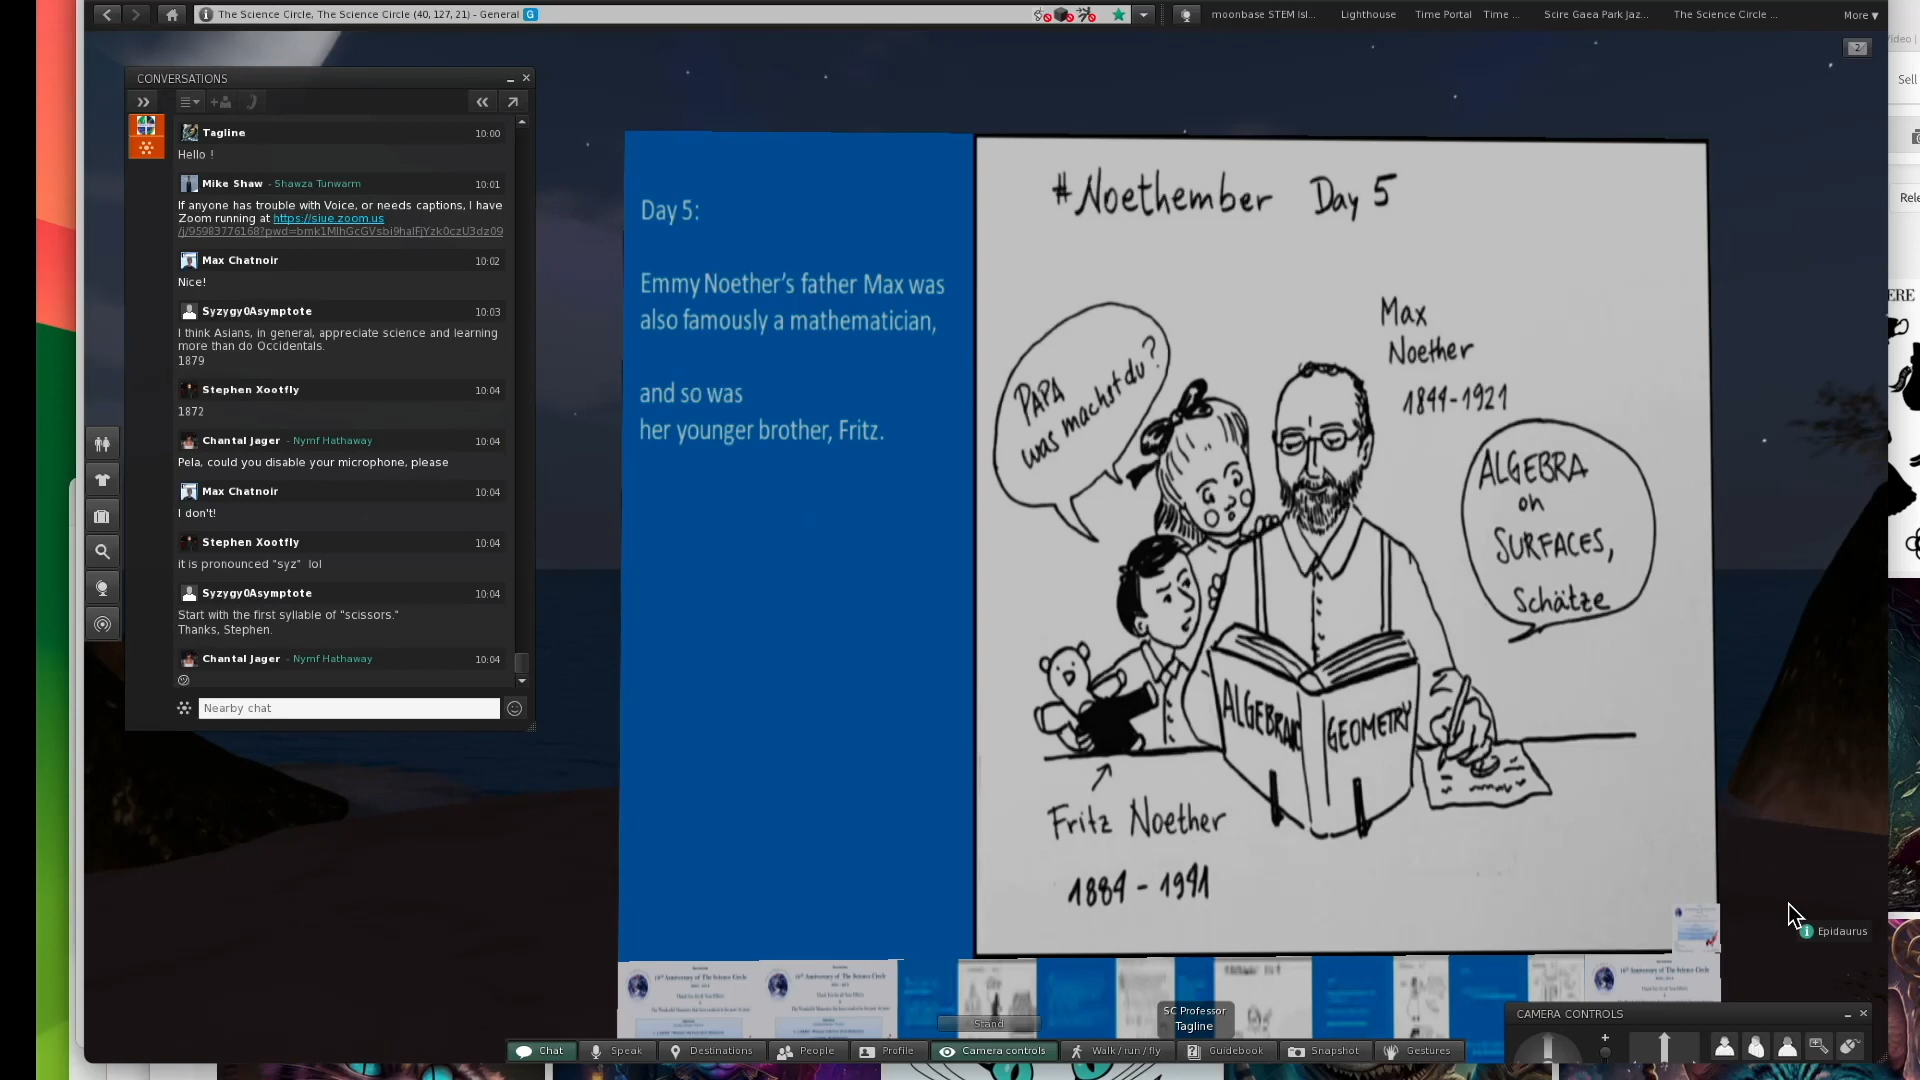 The Science Circle, The Science Circle (40, 127, 21) - General G
moonbase STEM Isl...
Lighthouse
Time Portal
Time ...
Scire Gaea Park Jaz...
The Science Circle ...
More
2
Sell
CONVERSATIONS
Tagline 10:00
Hello !
Mike Shaw - Shawza Tunwarm 10:01
If anyone has trouble with Voice, or needs captions, I have
Zoom running at https://siue.zoom.us
Max Chatnoir 10:02
Nice!
Syzygy0Asymptote 10:03
I think Asians, in general, appreciate science and learning
more than do Occidentals.
1879
Stephen Xootfly 10:04
1872
Chantal Jager - Nymf Hathaway 10:04
Pela, could you disable your microphone, please
Max Chatnoir 10:04
I don't!
Stephen Xootfly 10:04
it is pronounced "syz" lol
Syzygy0Asymptote 10:04
Start with the first syllable of "scissors."
Thanks, Stephen.
Chantal Jager - Nymf Hathaway 10:04
Nearby chat
Day 5:
Emmy Noether's father Max was
also famously a mathematician,
and so was
her younger brother, Fritz.
#Noethember Day 5
PAPA
was machst du?
Max
Noether
1844-1921
ALGEBRA
on
SURFACES,
Schätze
ALGEBRAIC GEOMETRY
Fritz Noether
1884 - 1941
Epidaurus
Stand
SC Professor
Tagline
CAMERA CONTROLS
Chat
Speak
Destinations
People
Profile
Camera controls
Walk / run / fly
Guidebook
Snapshot
Gestures